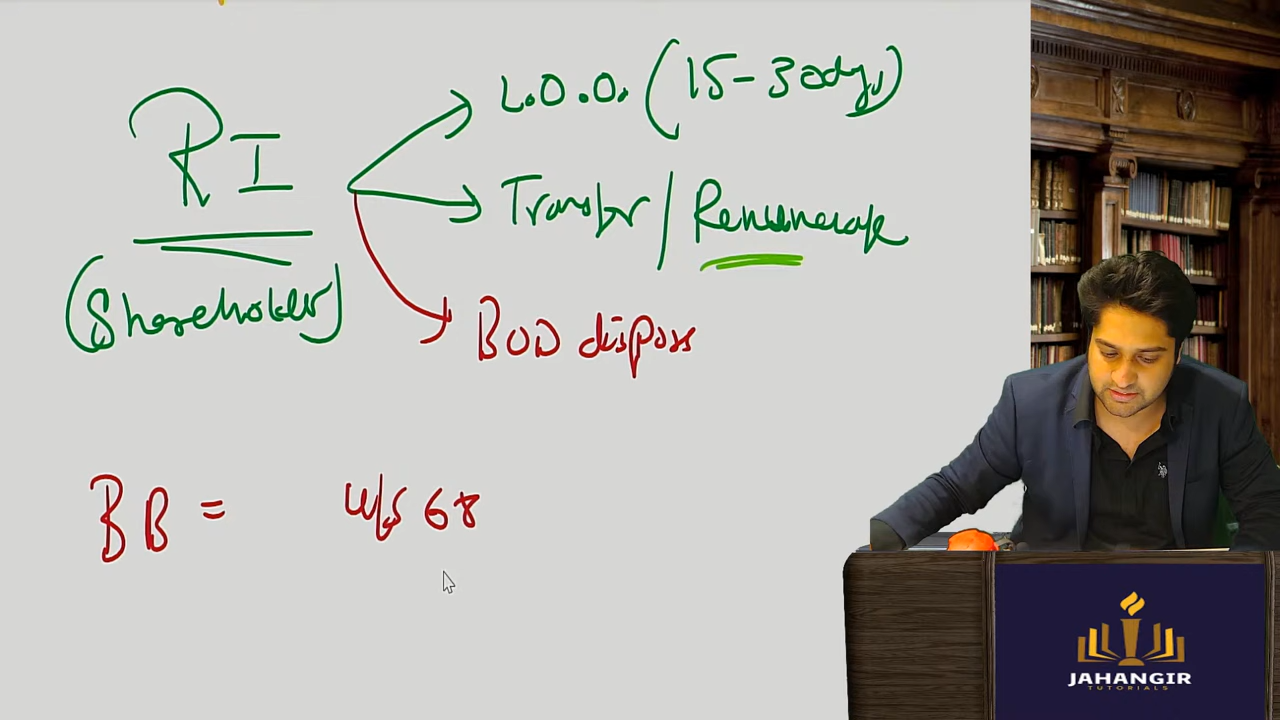 RI
(Shareholder)
L.O.O. (15-30 days)
Transfer / Renunciate
BOD dispose
BB = u/s 68
JAHANGIR
TUTORIALS